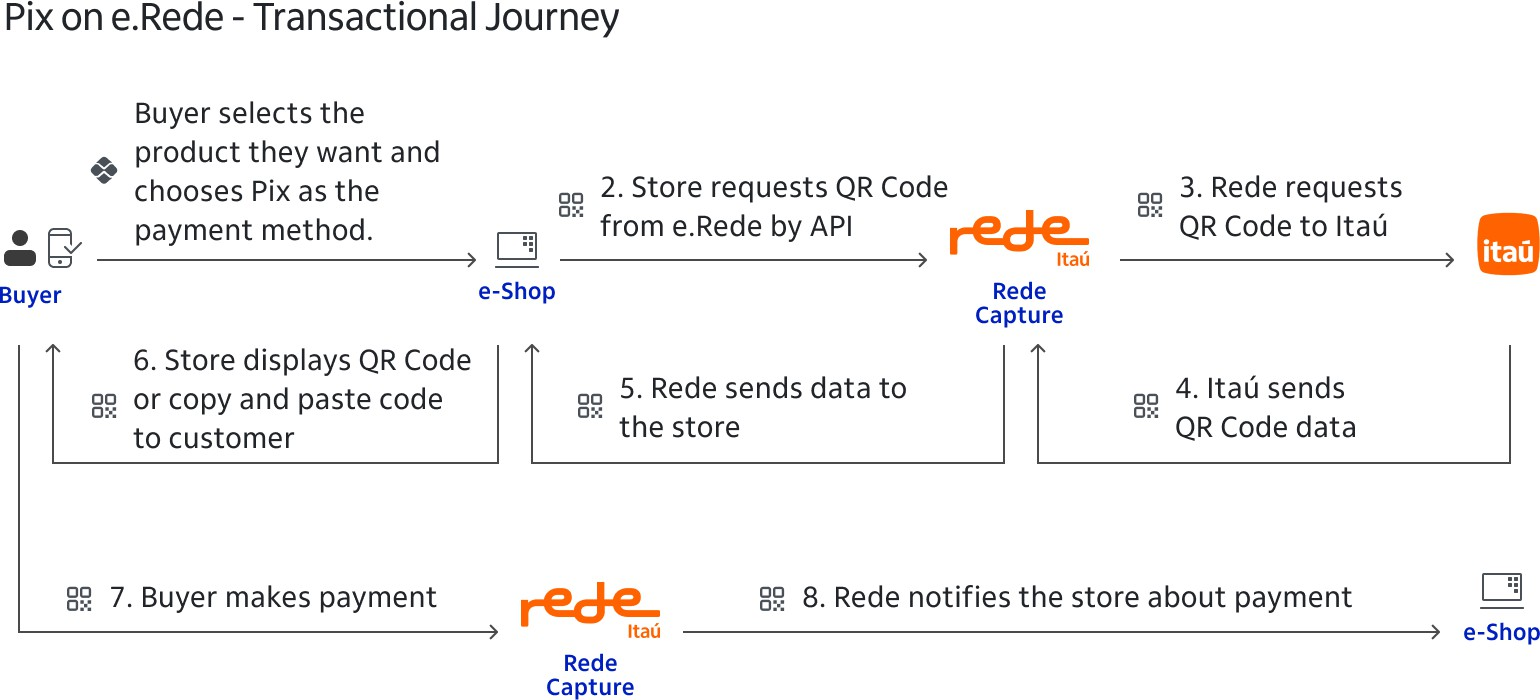 Pix on e.Rede - Transactional Journey
Buyer selects the
product they want and
chooses Pix as the
payment method.
2. Store requests QR Code
from e.Rede by API
3. Rede requests
QR Code to Itaú
rede
Itaú
itaú
Buyer
e-Shop
Rede
Capture
6. Store displays QR Code
or copy and paste code
to customer
5. Rede sends data to
the store
4. Itaú sends
QR Code data
7. Buyer makes payment
rede
Itaú
8. Rede notifies the store about payment
Rede
Capture
e-Shop